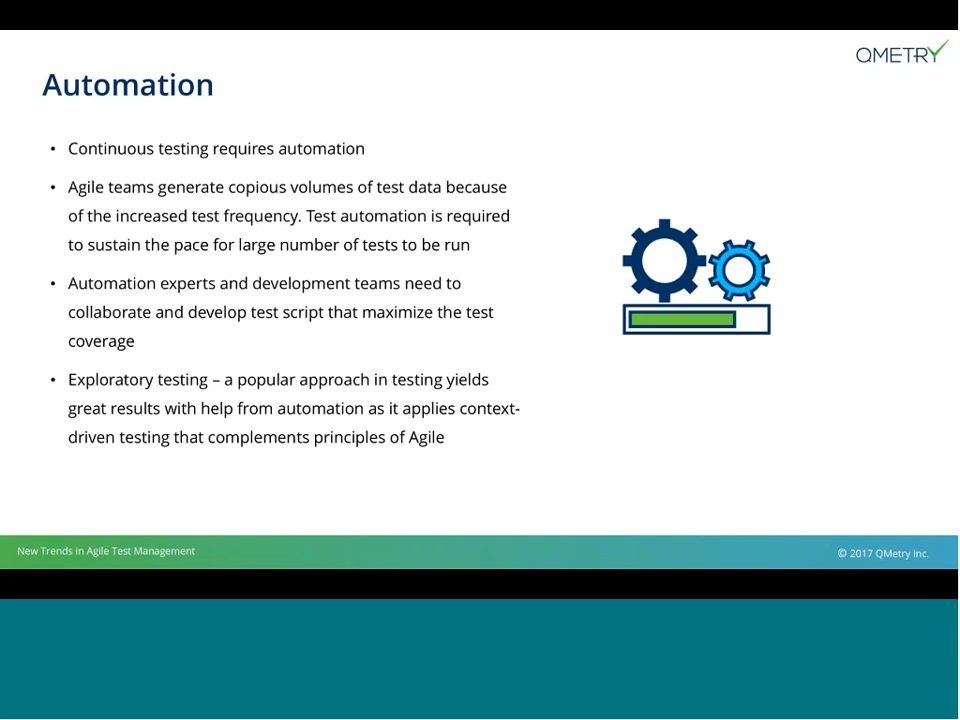 QMETRY
Automation
• Continuous testing requires automation
• Agile teams generate copious volumes of test data because
of the increased test frequency. Test automation is required
to sustain the pace for large number of tests to be run
• Automation experts and development teams need to
collaborate and develop test script that maximize the test
coverage
• Exploratory testing – a popular approach in testing yields
great results with help from automation as it applies context-
driven testing that complements principles of Agile
New Trends in Agile Test Management
© 2017 QMetry Inc.